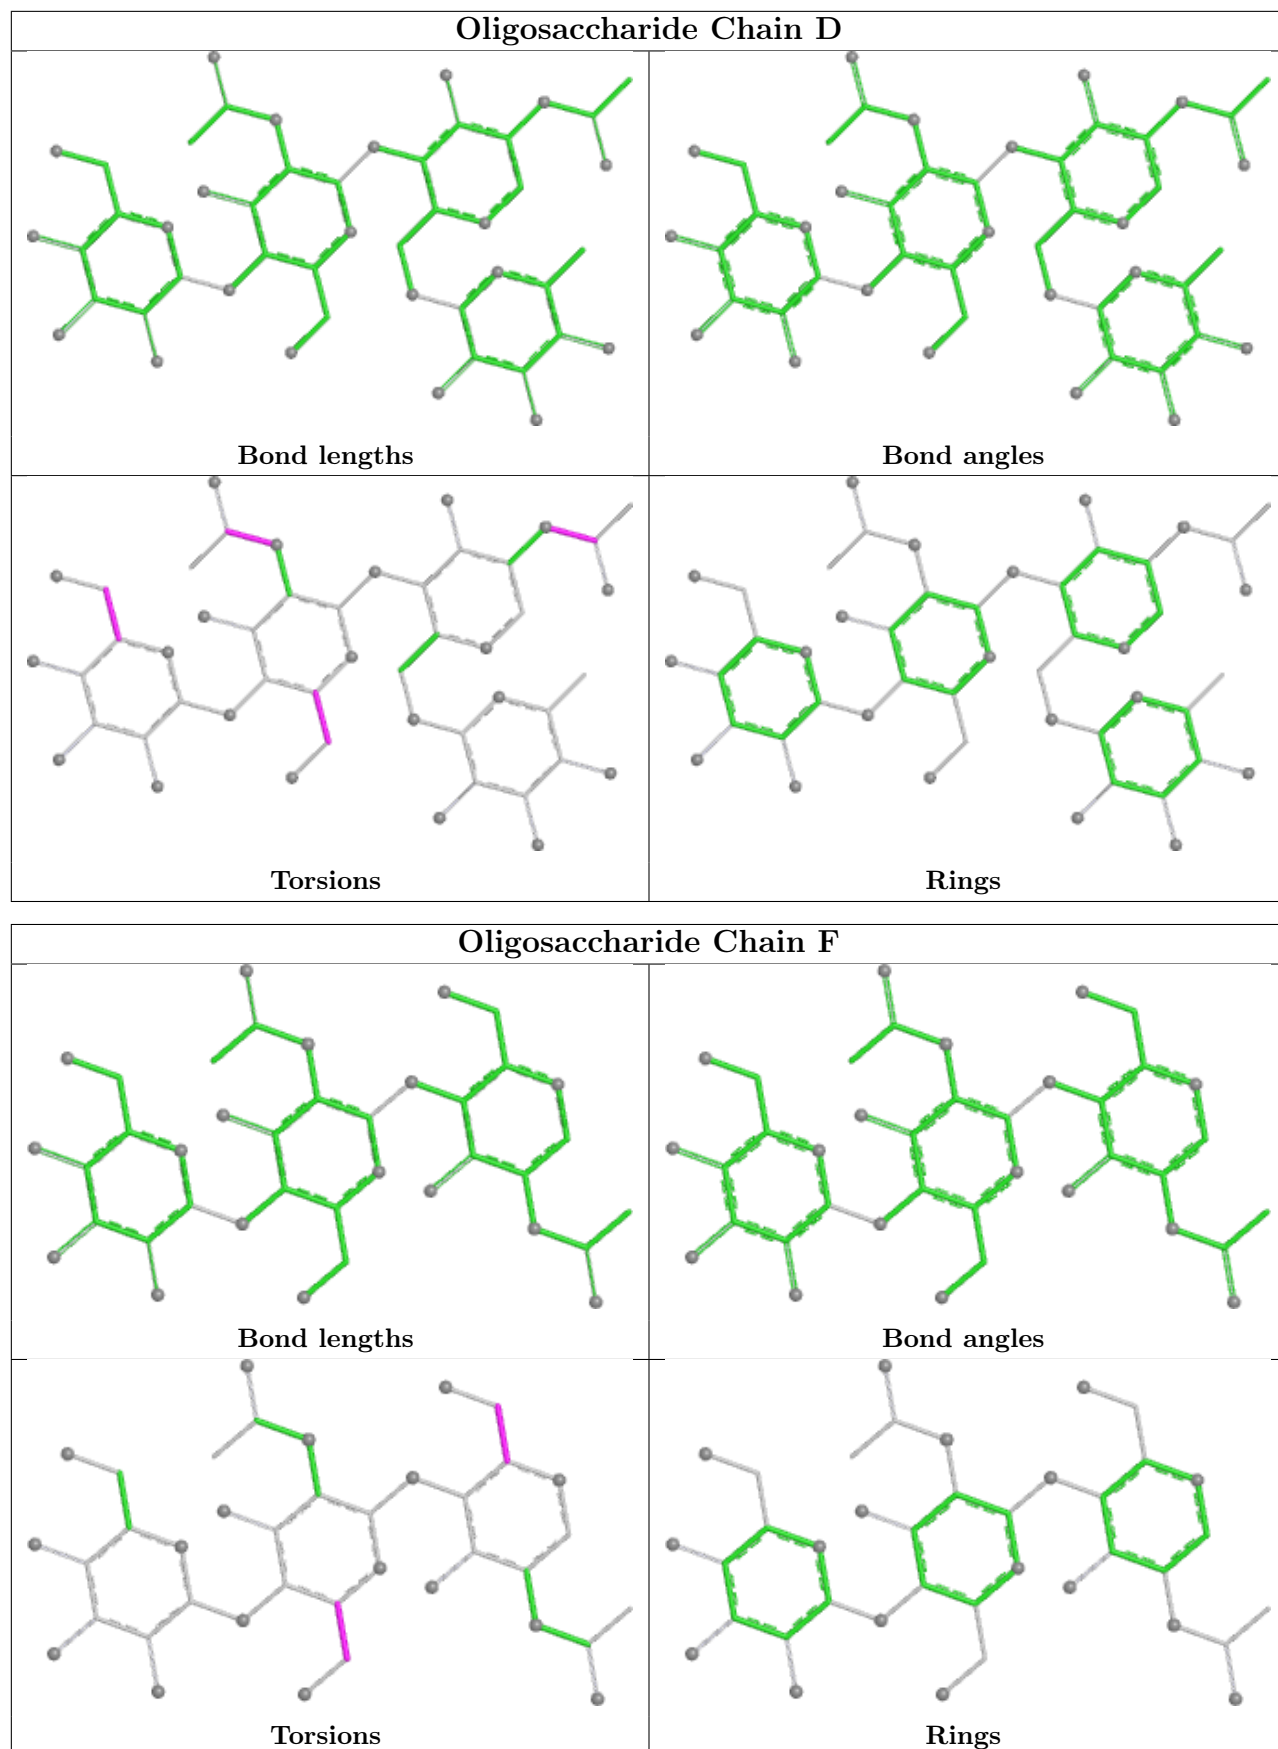 Oligosaccharide Chain D
Bond lengths
Bond angles
Torsions
Rings
Oligosaccharide Chain F
Bond lengths
Bond angles
Torsions
Rings